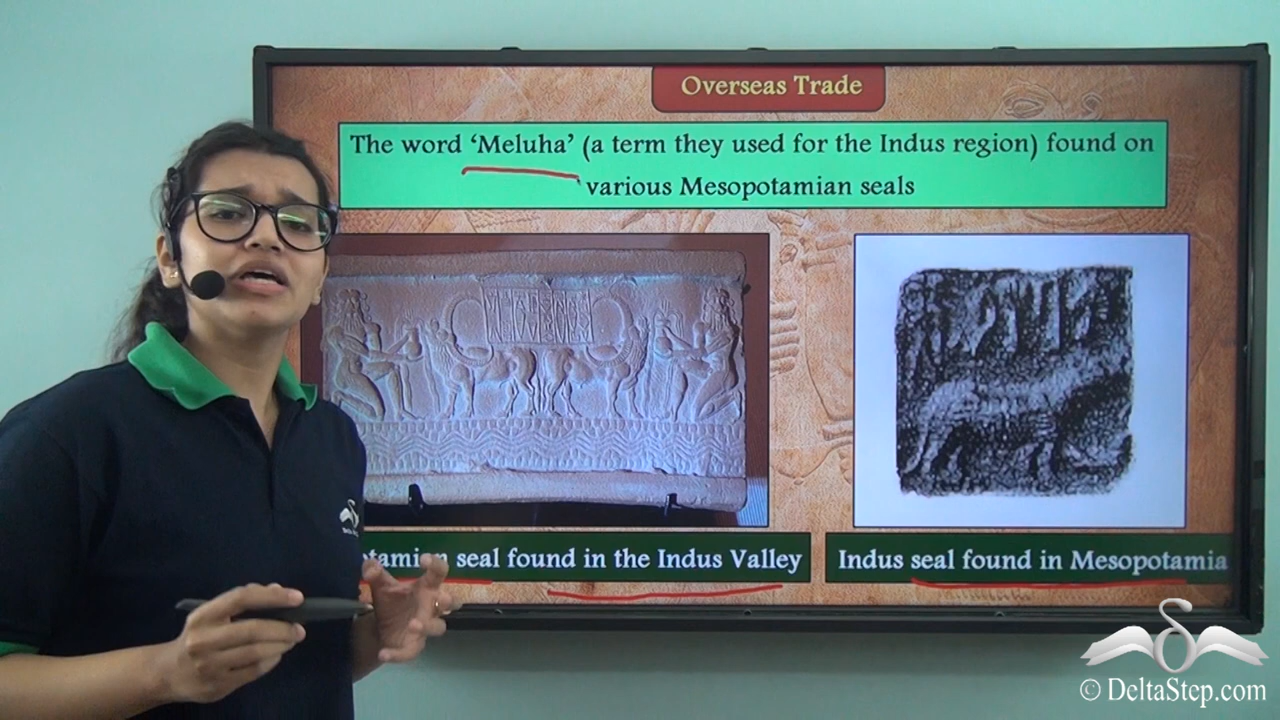 Overseas Trade
The word ‘Meluha’ (a term they used for the Indus region) found on
various Mesopotamian seals
otamian seal found in the Indus Valley
Indus seal found in Mesopotamia
© DeltaStep.com